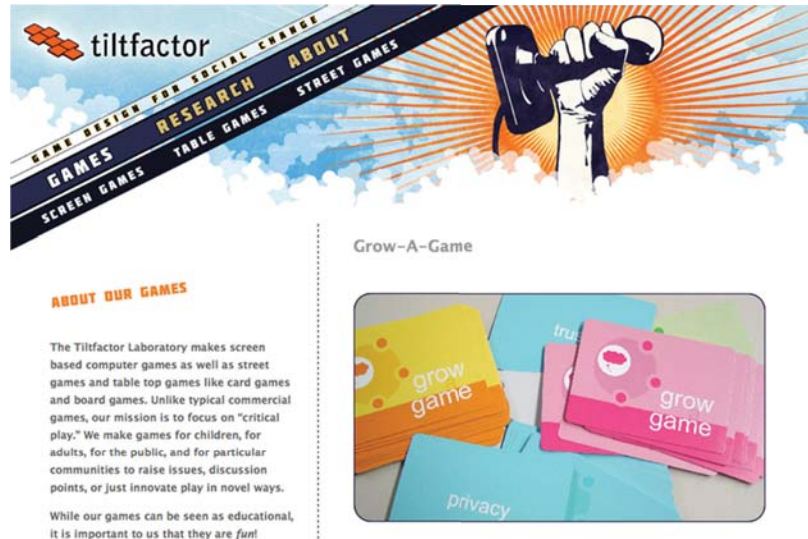 tiltfactor
GAME DESIGN FOR SOCIAL CHANGE
GAMES RESEARCH ABOUT
SCREEN GAMES TABLE GAMES STREET GAMES
ABOUT OUR GAMES
The Tiltfactor Laboratory makes screen
based computer games as well as street
games and table top games like card games
and board games. Unlike typical commercial
games, our mission is to focus on "critical
play." We make games for children, for
adults, for the public, and for particular
communities to raise issues, discussion
points, or just innovate play in novel ways.
While our games can be seen as educational,
it is important to us that they are fun!
Grow-A-Game
grow
game
grow
game
privacy